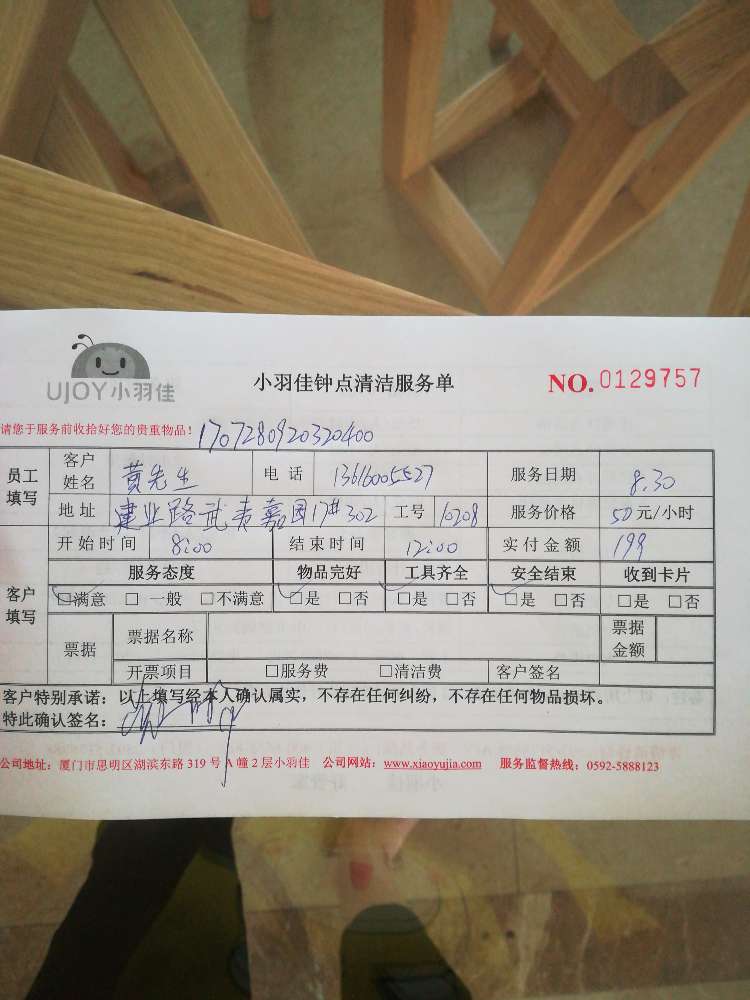 UJOY小羽佳
小羽佳钟点清洁服务单
NO. 0129757
请您于服务前收拾好您的贵重物品! 1707280920320400
员工填写 客户姓名 黄先生 电话 13616005527 服务日期 8.30
地址 建业路武夷嘉园17#302 工号 10208 服务价格 50元/小时
开始时间 8:00 结束时间 12:00 实付金额 199
客户填写 服务态度 物品完好 工具齐全 安全结束 收到卡片
☑满意 □一般 □不满意 ☑是 □否 ☑是 □否 ☑是 □否 □是 □否
票据 票据名称 票据金额
开票项目 □服务费 □清洁费 客户签名
客户特别承诺:以上填写经本人确认属实,不存在任何纠纷,不存在任何物品损坏。
特此确认签名:
公司地址:厦门市思明区湖滨东路 319 号 A 幢 2 层小羽佳 公司网站:www.xiaoyujia.com 服务监督热线:0592-5888123